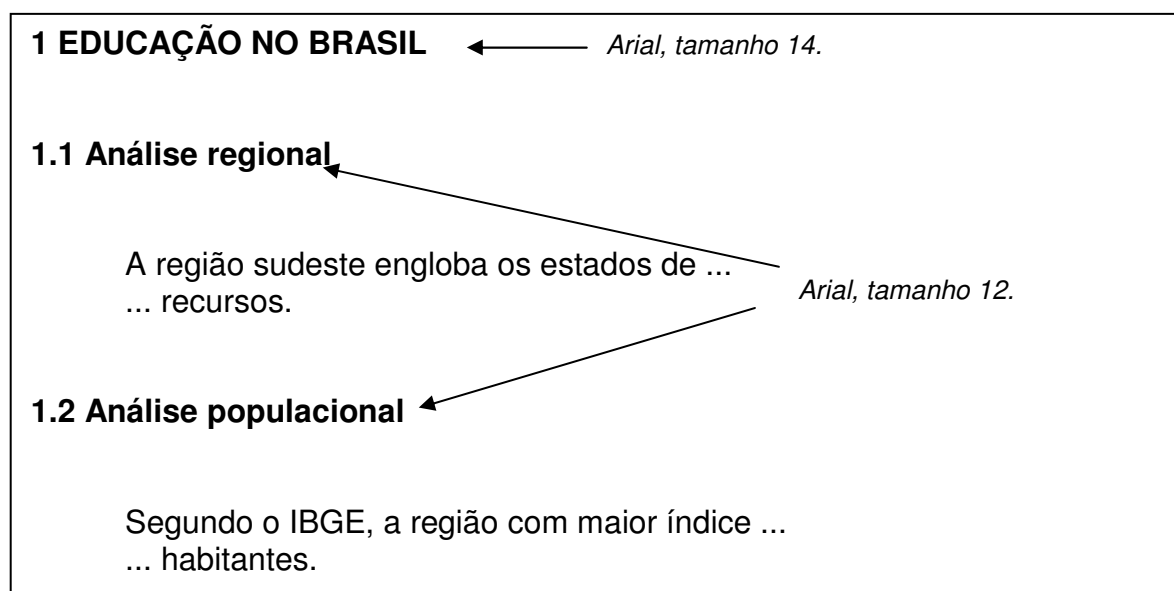 1 EDUCAÇÃO NO BRASIL
Arial, tamanho 14.
1.1 Análise regional
A região sudeste engloba os estados de ...
... recursos.
Arial, tamanho 12.
1.2 Análise populacional
Segundo o IBGE, a região com maior índice ...
... habitantes.